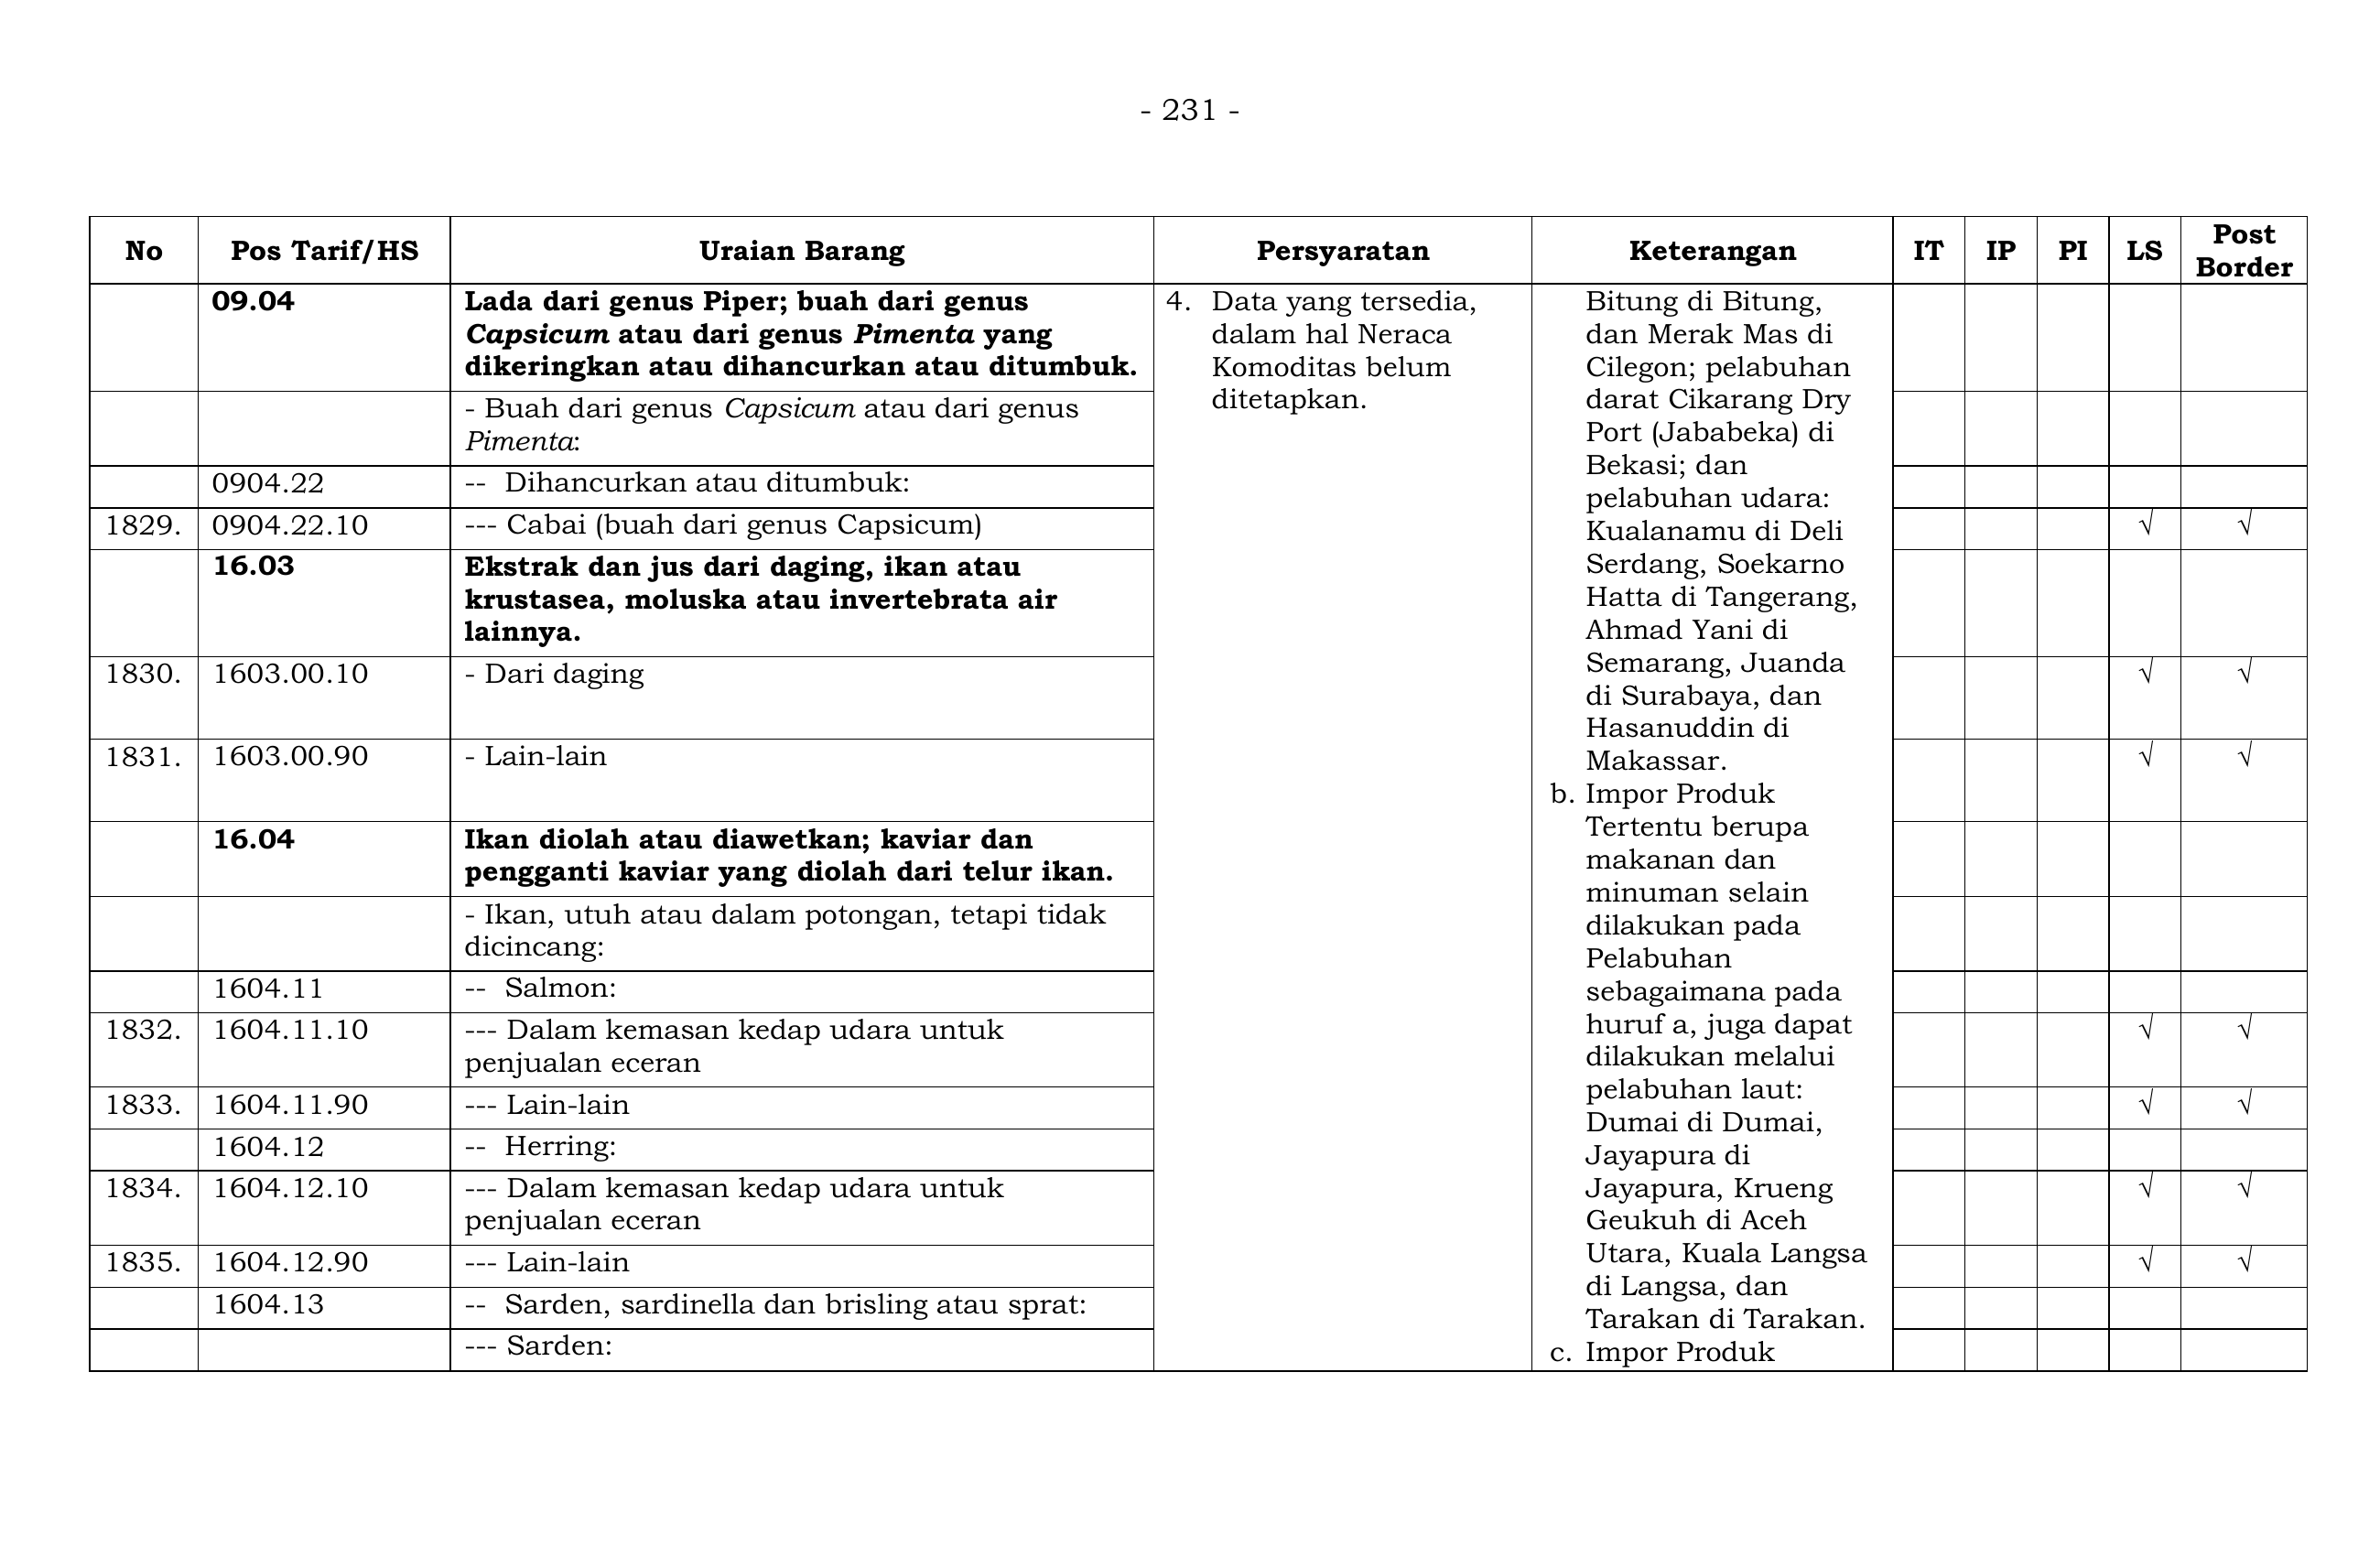 - 231 -
No Pos Tarif/HS Uraian Barang Persyaratan Keterangan IT IP PI LS Post Border
09.04 Lada dari genus Piper; buah dari genus
Capsicum atau dari genus Pimenta yang
dikeringkan atau dihancurkan atau ditumbuk.
- Buah dari genus Capsicum atau dari genus
Pimenta:
0904.22 -- Dihancurkan atau ditumbuk:
1829. 0904.22.10 --- Cabai (buah dari genus Capsicum) √ √
16.03 Ekstrak dan jus dari daging, ikan atau
krustasea, moluska atau invertebrata air
lainnya.
1830. 1603.00.10 - Dari daging √ √
1831. 1603.00.90 - Lain-lain √ √
16.04 Ikan diolah atau diawetkan; kaviar dan
pengganti kaviar yang diolah dari telur ikan.
- Ikan, utuh atau dalam potongan, tetapi tidak
dicincang:
1604.11 -- Salmon:
1832. 1604.11.10 --- Dalam kemasan kedap udara untuk √ √
penjualan eceran
1833. 1604.11.90 --- Lain-lain √ √
1604.12 -- Herring:
1834. 1604.12.10 --- Dalam kemasan kedap udara untuk √ √
penjualan eceran
1835. 1604.12.90 --- Lain-lain √ √
1604.13 -- Sarden, sardinella dan brisling atau sprat:
--- Sarden:
4. Data yang tersedia,
dalam hal Neraca
Komoditas belum
ditetapkan.
Bitung di Bitung,
dan Merak Mas di
Cilegon; pelabuhan
darat Cikarang Dry
Port (Jababeka) di
Bekasi; dan
pelabuhan udara:
Kualanamu di Deli
Serdang, Soekarno
Hatta di Tangerang,
Ahmad Yani di
Semarang, Juanda
di Surabaya, dan
Hasanuddin di
Makassar.
b. Impor Produk
Tertentu berupa
makanan dan
minuman selain
dilakukan pada
Pelabuhan
sebagaimana pada
huruf a, juga dapat
dilakukan melalui
pelabuhan laut:
Dumai di Dumai,
Jayapura di
Jayapura, Krueng
Geukuh di Aceh
Utara, Kuala Langsa
di Langsa, dan
Tarakan di Tarakan.
c. Impor Produk